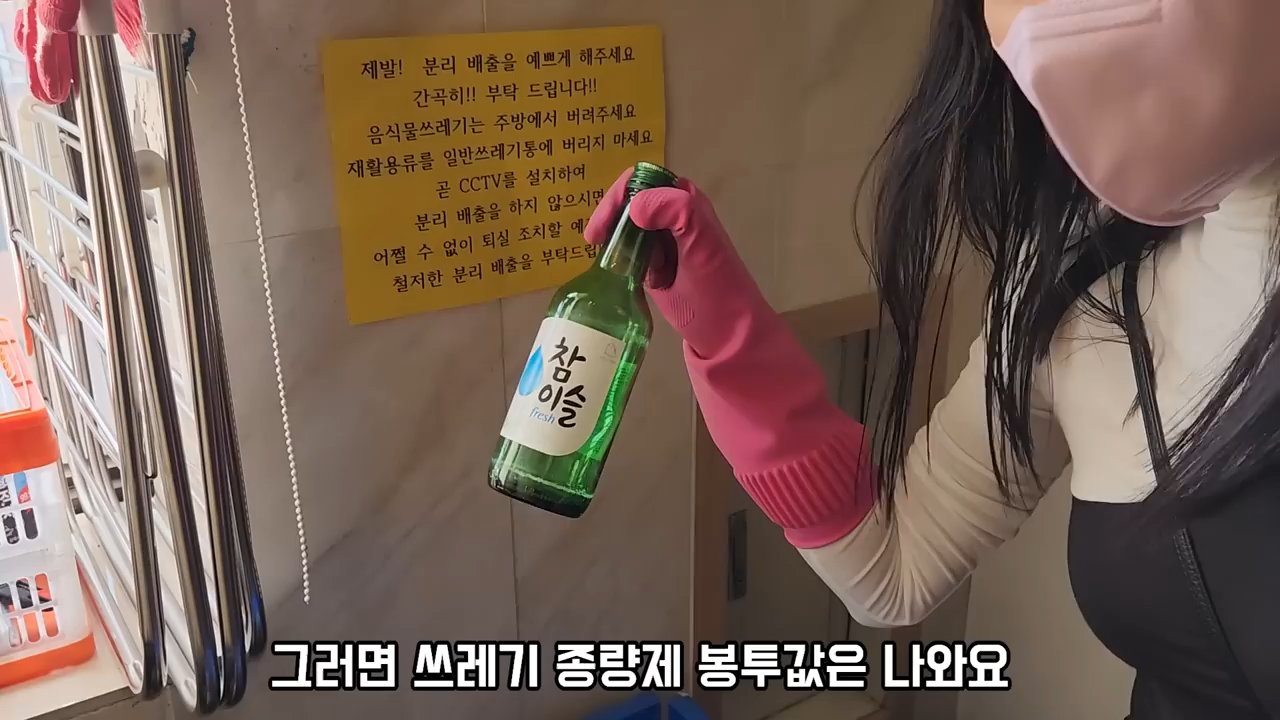 제발! 분리 배출을 예쁘게 해주세요
간곡히!! 부탁 드립니다!!
음식물쓰레기는 주방에서 버려주세요
재활용류를 일반쓰레기통에 버리지 마세요
곧 CCTV를 설치하여
분리 배출을 하지 않으시면
어쩔 수 없이 퇴실 조치할
철저한 분리 배출을
참
이슬
fresh
그러면 쓰레기 종량제 봉투값은 나와요